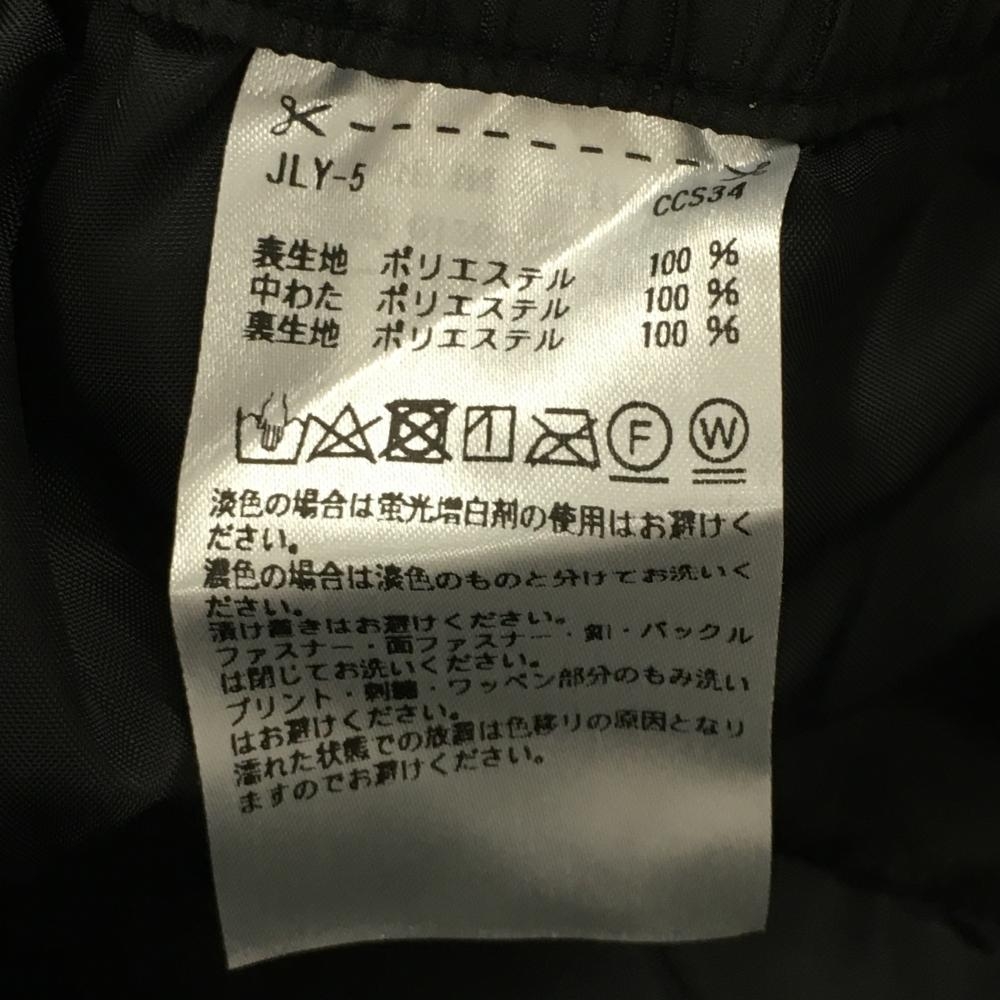 JLY-5
CCS34
表生地 ポリエステル 100 %
中わた ポリエステル 100 %
裏生地 ポリエステル 100 %
F W
淡色の場合は蛍光増白剤の使用はお避けく
ださい。
濃色の場合は淡色のものと分けてお洗いく
ださい。
漬け置きはお避けください。
ファスナー・面ファスナー・釦・バックル
は閉じてお洗いください。
プリント・刺繍・ワッペン部分のもみ洗い
はお避けください。
濡れた状態での放置は色移りの原因となり
ますのでお避けください。